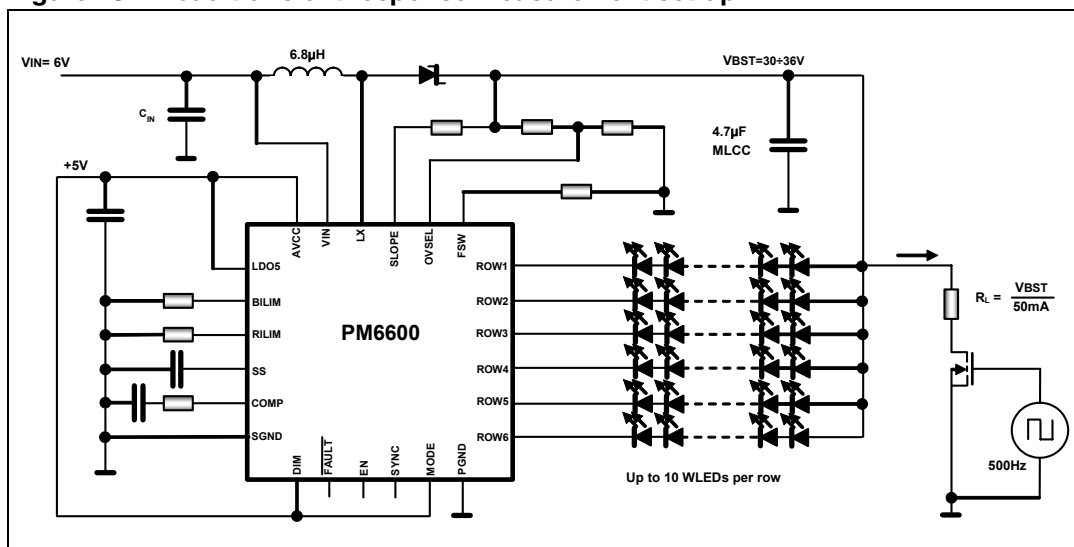 VIN= 6V
6.8µH
VBST=30÷36V
CIN
4.7µF
MLCC
+5V
AVCC
VIN
LX
SLOPE
OVSEL
FSW
LDO5
BILIM
RILIM
SS
COMP
SGND
PM6600
ROW1
ROW2
ROW3
ROW4
ROW5
ROW6
DIM
FAULT
EN
SYNC
MODE
PGND
Up to 10 WLEDs per row
RL = VBST
50mA
500Hz